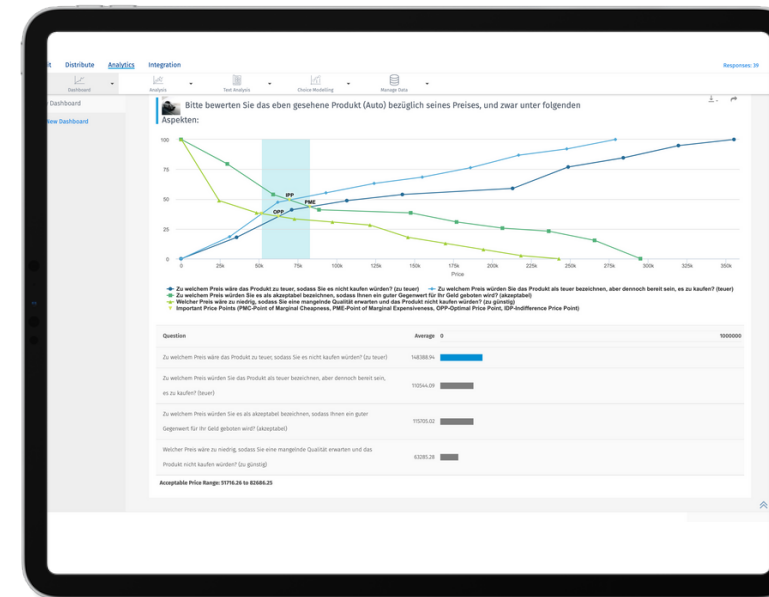 it Distribute Analytics Integration Responses: 39
Dashboard Analysis Text Analysis Choice Modelling Manage Data
Dashboard
New Dashboard
Bitte bewerten Sie das eben gesehene Produkt (Auto) bezüglich seines Preises, und zwar unter folgenden
Aspekten:
100
75
50
25
0
IPP
PME
OPP
0 25k 50k 75k 100k 125k 150k 175k 200k 225k 250k 275k 300k 325k 350k
Price
Zu welchem Preis wäre das Produkt zu teuer, sodass Sie es nicht kaufen würden? (zu teuer) Zu welchem Preis würden Sie das Produkt als teuer bezeichnen, aber dennoch bereit sein, es zu kaufen? (teuer)
Zu welchem Preis würden Sie es als akzeptabel bezeichnen, sodass Ihnen ein guter Gegenwert für Ihr Geld geboten wird? (akzeptabel)
Welcher Preis wäre zu niedrig, sodass Sie eine mangelnde Qualität erwarten und das Produkt nicht kaufen würden? (zu günstig)
Important Price Points (PMC-Point of Marginal Cheapness, PME-Point of Marginal Expensiveness, OPP-Optimal Price Point, IDP-Indifference Price Point)
Question Average 0 1000000
Zu welchem Preis wäre das Produkt zu teuer, sodass Sie es nicht kaufen würden? (zu teuer) 148388.94
Zu welchem Preis würden Sie das Produkt als teuer bezeichnen, aber dennoch bereit sein,
es zu kaufen? (teuer) 110544.09
Zu welchem Preis würden Sie es als akzeptabel bezeichnen, sodass Ihnen ein guter
Gegenwert für Ihr Geld geboten wird? (akzeptabel) 115705.02
Welcher Preis wäre zu niedrig, sodass Sie eine mangelnde Qualität erwarten und das
Produkt nicht kaufen würden? (zu günstig) 63285.28
Acceptable Price Range: 51716.26 to 82686.25